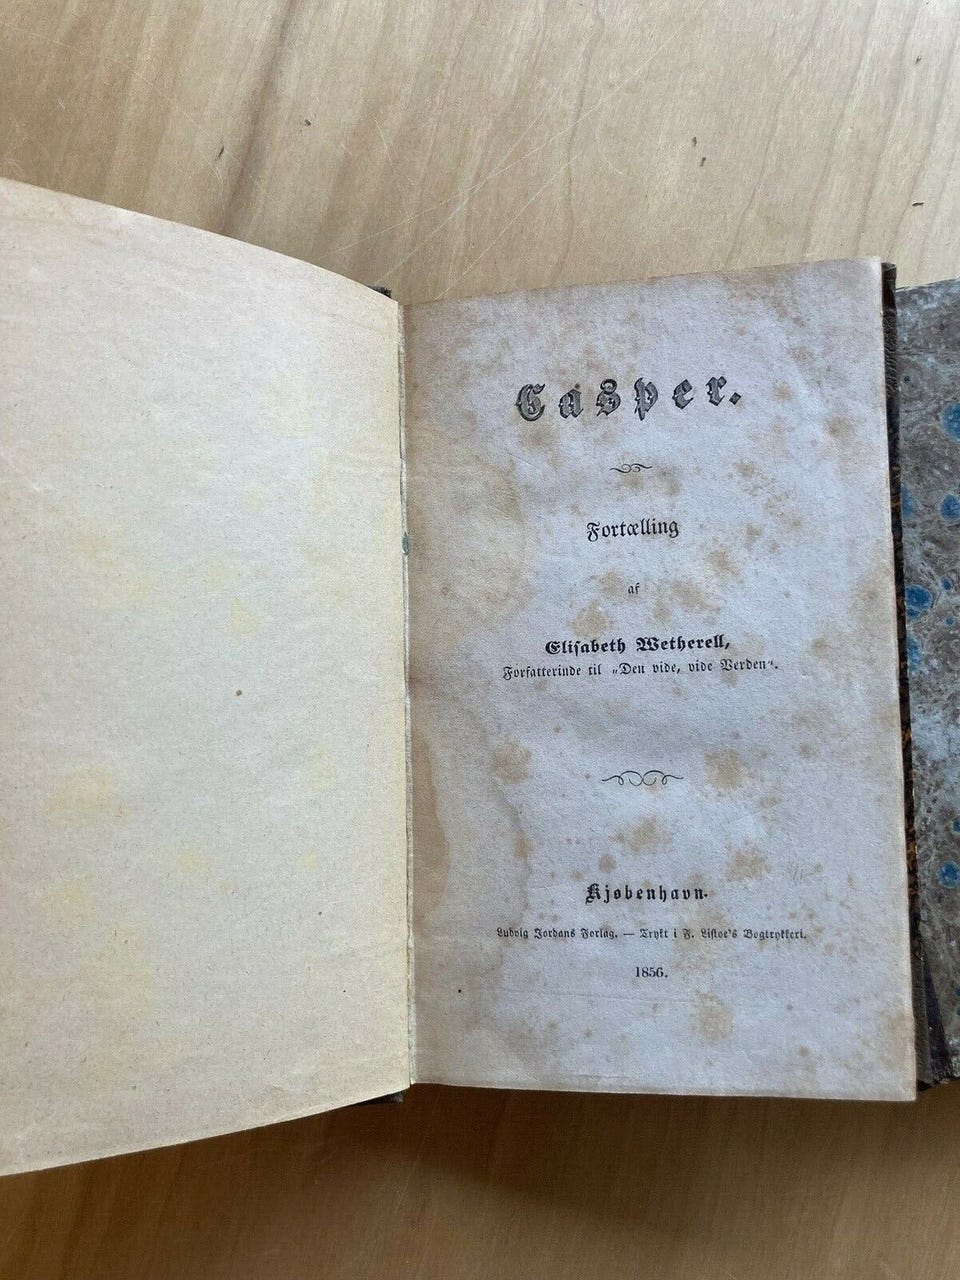 Casper.
Fortælling
af
Elisabeth Wetherell,
Forfatterinde til „Den vide, vide Verden“.
Kjøbenhavn.
Ludvig Jordans Forlag. — Trykt i F. Listoe's Bogtrykkeri.
1856.